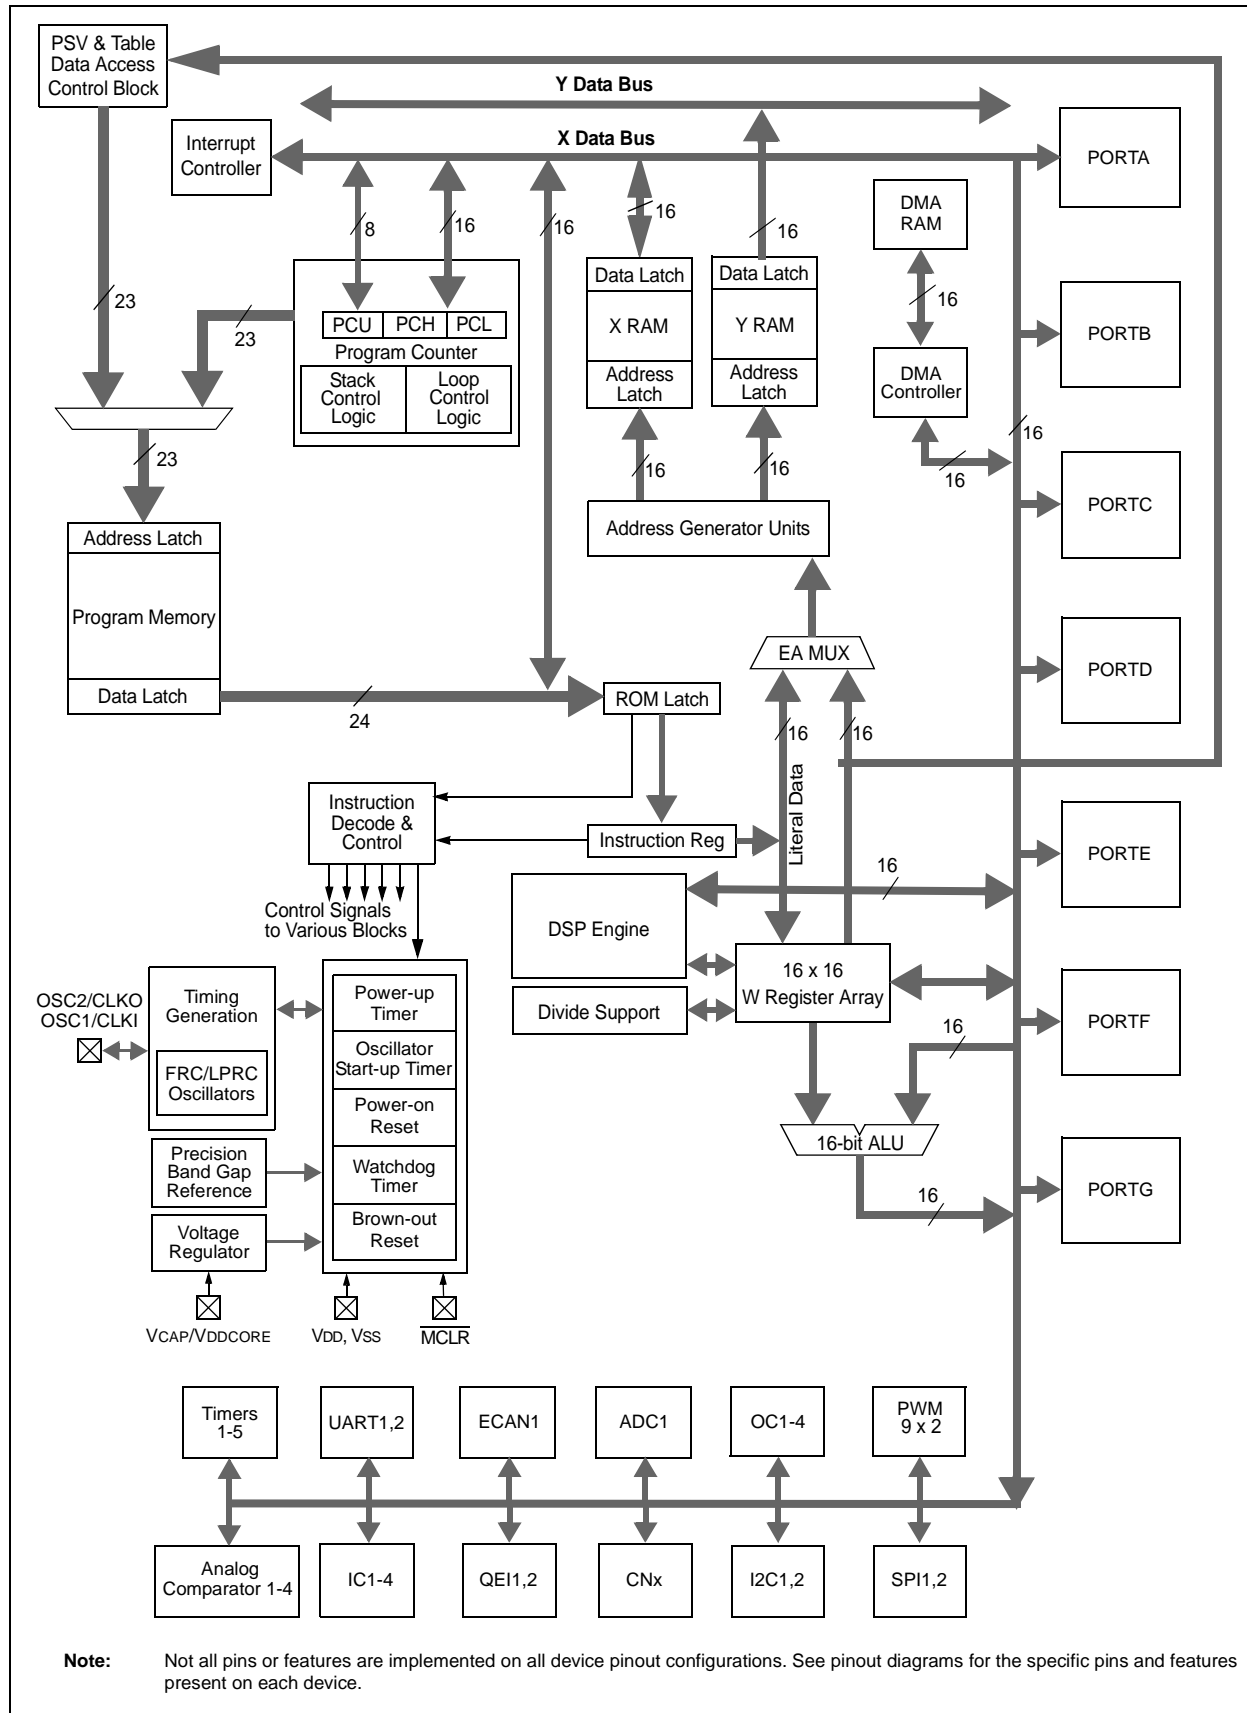 PSV & Table
Data Access
Control Block
Y Data Bus
X Data Bus
Interrupt
Controller
PORTA
8
16
16
16
16
DMA
RAM
23
23
16
Data Latch
X RAM
Address
Latch
Data Latch
Y RAM
Address
Latch
PCU
PCH
PCL
Program Counter
Stack
Control
Logic
Loop
Control
Logic
PORTB
DMA
Controller
16
16
23
16
16
PORTC
Address Generator Units
Address Latch
Program Memory
Data Latch
24
EA MUX
PORTD
ROM Latch
16
16
Literal Data
Instruction
Decode &
Control
Instruction Reg
PORTE
Control Signals
to Various Blocks
16
DSP Engine
16 x 16
W Register Array
Divide Support
OSC2/CLKO
OSC1/CLKI
Timing
Generation
FRC/LPRC
Oscillators
Power-up
Timer
Oscillator
Start-up Timer
Power-on
Reset
Watchdog
Timer
Brown-out
Reset
PORTF
16
16-bit ALU
16
Precision
Band Gap
Reference
Voltage
Regulator
PORTG
VCAP/VDDCORE
VDD, VSS
MCLR
Timers
1-5
UART1,2
ECAN1
ADC1
OC1-4
PWM
9 x 2
Analog
Comparator 1-4
IC1-4
QEI1,2
CNx
I2C1,2
SPI1,2
Note: Not all pins or features are implemented on all device pinout configurations. See pinout diagrams for the specific pins and features
present on each device.